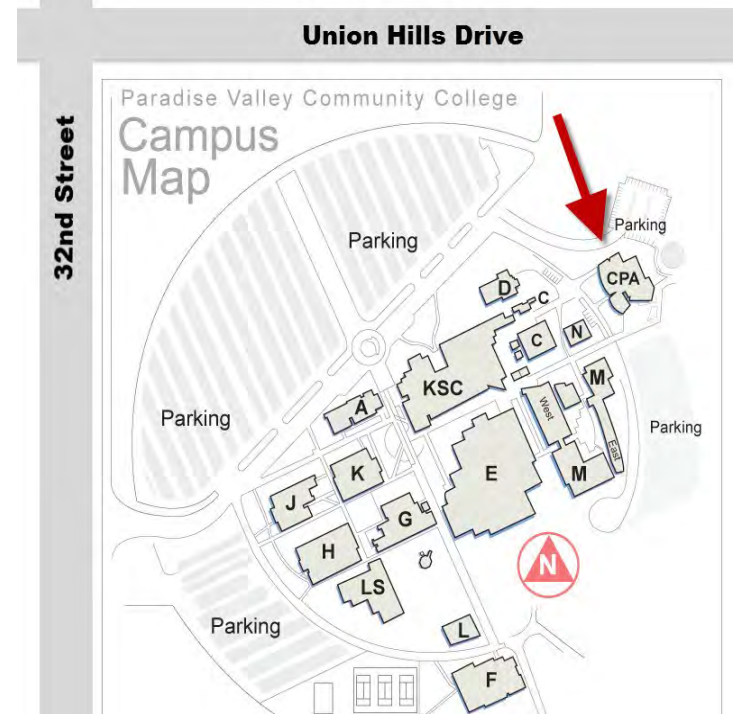 Union Hills Drive
32nd Street
Paradise Valley Community College
Campus
Map
Parking
Parking
CPA
D
C
C
N
KSC
M
West
A
Parking
Parking
East
K
E
M
J
G
H
N
LS
Parking
L
F